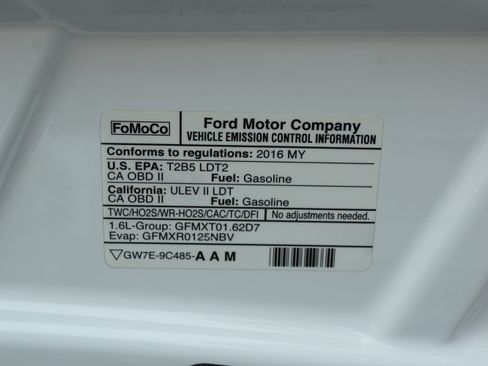 FoMoCo
Ford Motor Company
VEHICLE EMISSION CONTROL INFORMATION
Conforms to regulations: 2016 MY
U.S. EPA: T2B5 LDT2
CA OBD II Fuel: Gasoline
California: ULEV II LDT
CA OBD II Fuel: Gasoline
TWC/HO2S/WR-HO2S/CAC/TC/DFI No adjustments needed.
1.6L-Group: GFMXT01.62D7
Evap: GFMXR0125NBV
GW7E-9C485-AAM